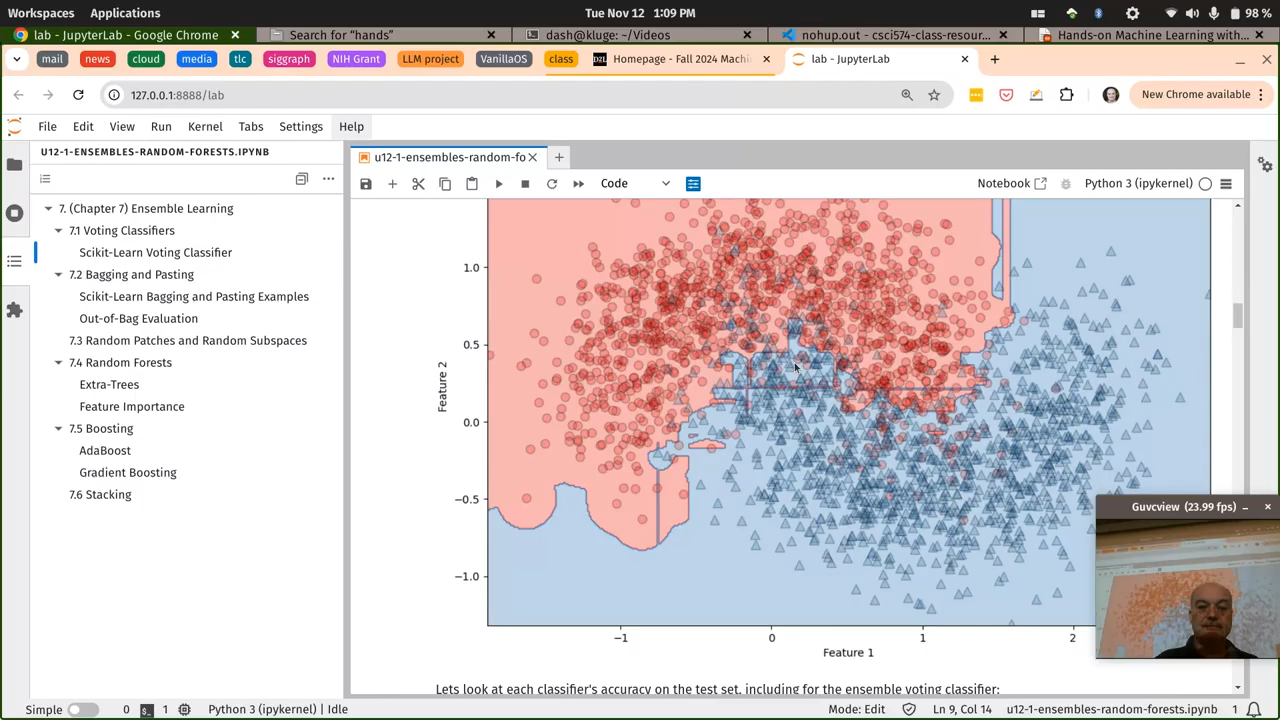 Workspaces Applications Tue Nov 12 1:09 PM 98 %
lab - JupyterLab - Google Chrome Search for “hands” dash@kluge: ~/Videos nohup.out - csci574-class-resour... Hands-on Machine Learning with...
mail news cloud media tlc siggraph NIH Grant LLM project VanillaOS class Homepage - Fall 2024 Machi lab - JupyterLab
127.0.0.1:8888/lab New Chrome available
File Edit View Run Kernel Tabs Settings Help
U12-1-ENSEMBLES-RANDOM-FORESTS.IPYNB
u12-1-ensembles-random-fo
Code Notebook Python 3 (ipykernel)
7. (Chapter 7) Ensemble Learning
7.1 Voting Classifiers
Scikit-Learn Voting Classifier
7.2 Bagging and Pasting
Scikit-Learn Bagging and Pasting Examples
Out-of-Bag Evaluation
7.3 Random Patches and Random Subspaces
7.4 Random Forests
Extra-Trees
Feature Importance
7.5 Boosting
AdaBoost
Gradient Boosting
7.6 Stacking
1.0
0.5
0.0
−0.5
−1.0
Feature 2
−1 0 1 2
Feature 1
Guvcview (23.99 fps)
Lets look at each classifier's accuracy on the test set, including for the ensemble voting classifier:
Simple 0 1 Python 3 (ipykernel) | Idle Mode: Edit Ln 9, Col 14 u12-1-ensembles-random-forests.ipynb 1